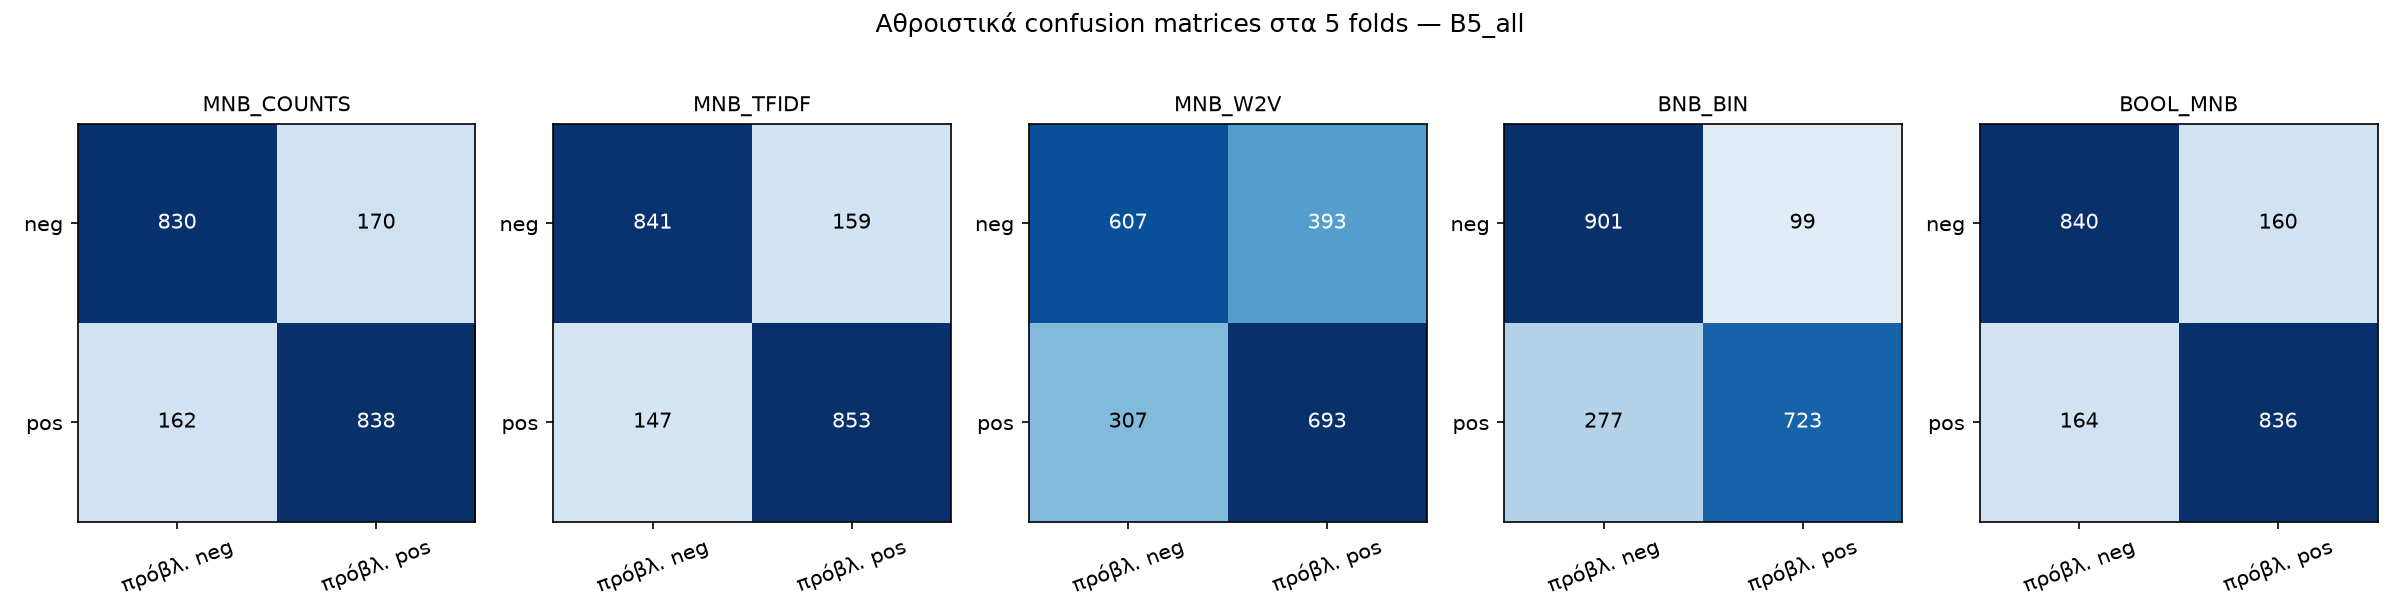 Αθροιστικά confusion matrices στα 5 folds — B5_all
MNB_COUNTS
neg 830 170
pos 162 838
πρόβλ. neg πρόβλ. pos
MNB_TFIDF
neg 841 159
pos 147 853
πρόβλ. neg πρόβλ. pos
MNB_W2V
neg 607 393
pos 307 693
πρόβλ. neg πρόβλ. pos
BNB_BIN
neg 901 99
pos 277 723
πρόβλ. neg πρόβλ. pos
BOOL_MNB
neg 840 160
pos 164 836
πρόβλ. neg πρόβλ. pos